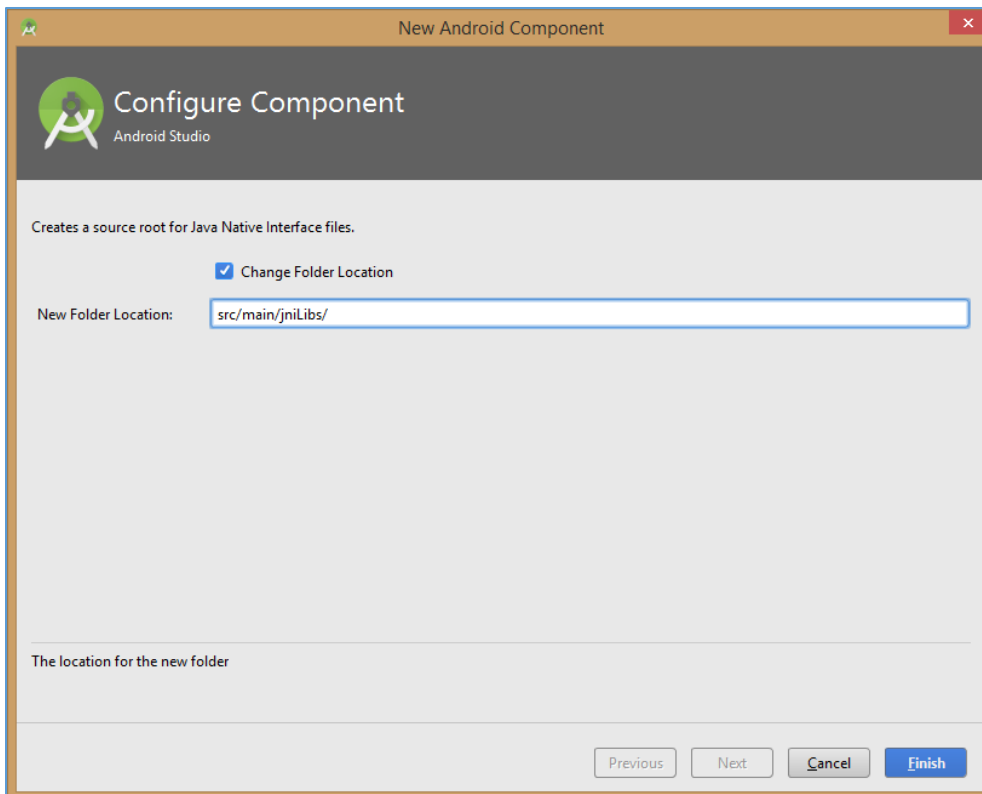 New Android Component
Configure Component
Android Studio
Creates a source root for Java Native Interface files.
Change Folder Location
New Folder Location:
src/main/jniLibs/
The location for the new folder
Previous
Next
Cancel
Finish